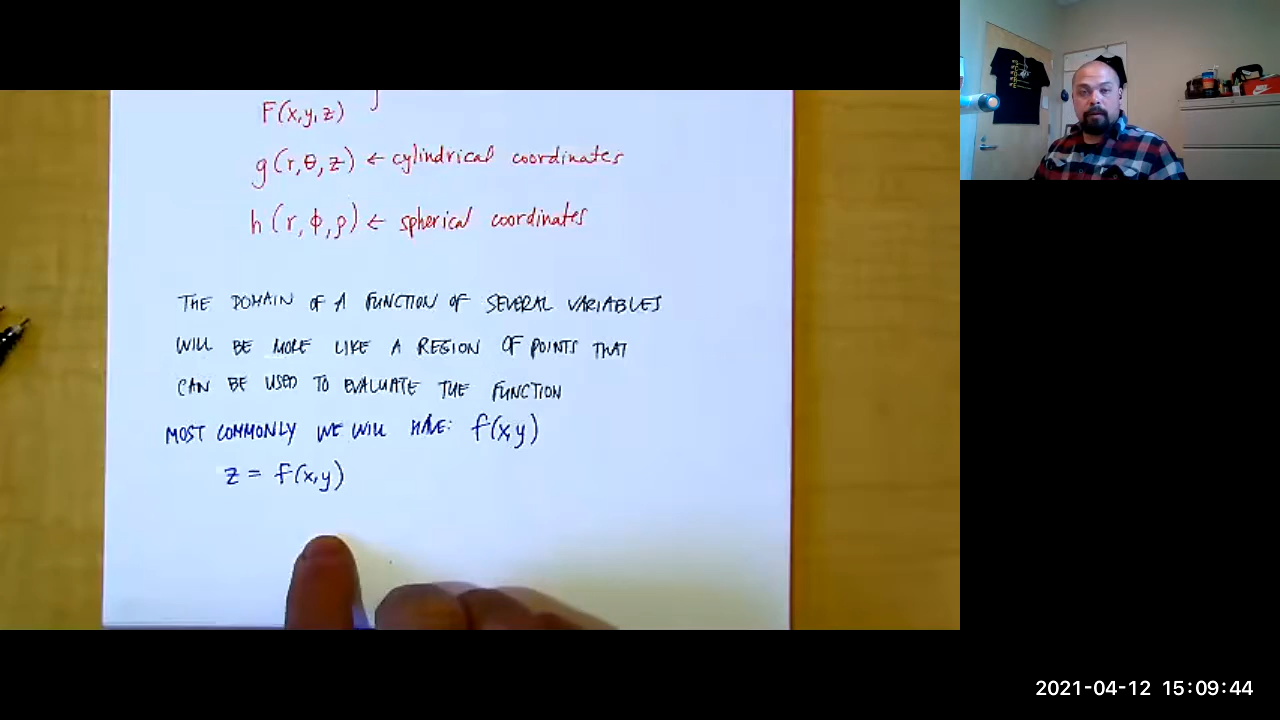 F(x,y,z)
g(r,θ,z) ← cylindrical coordinates
h(r,ϕ,ρ) ← spherical coordinates
THE DOMAIN OF A FUNCTION OF SEVERAL VARIABLES
WILL BE MORE LIKE A REGION OF POINTS THAT
CAN BE USED TO EVALUATE THE FUNCTION
MOST COMMONLY WE WILL HAVE: f(x,y)
z = f(x,y)
2021-04-12 15:09:44